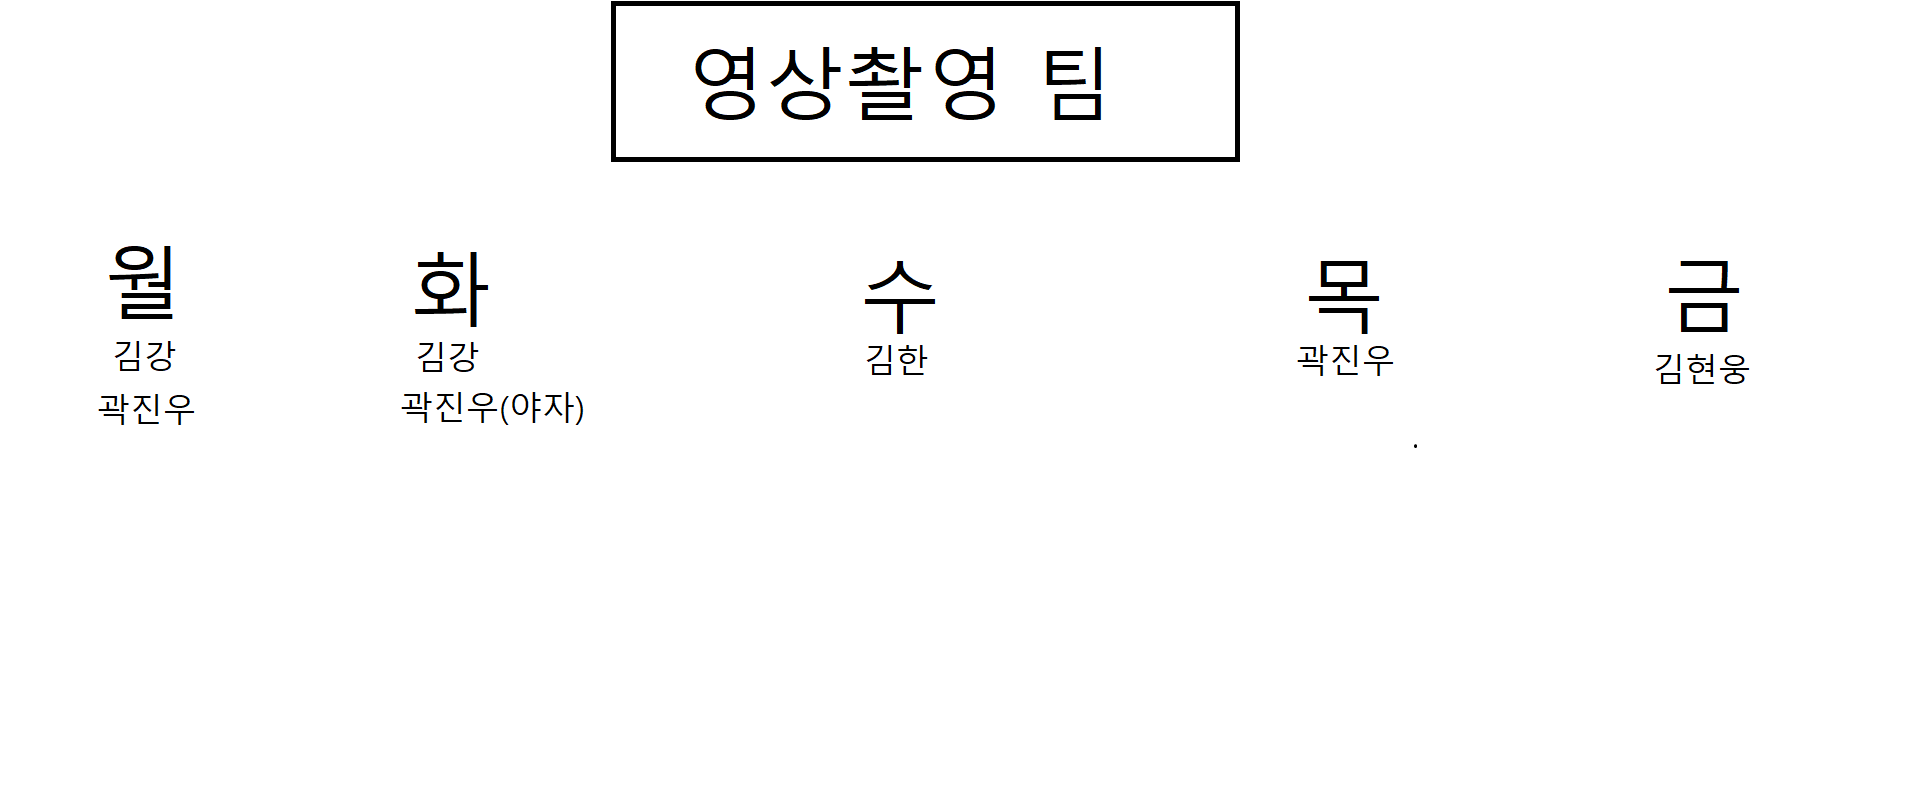 영상촬영 팀
월 화 수 목 금
김강 김강 김한 곽진우 김현웅
곽진우 곽진우(야자)